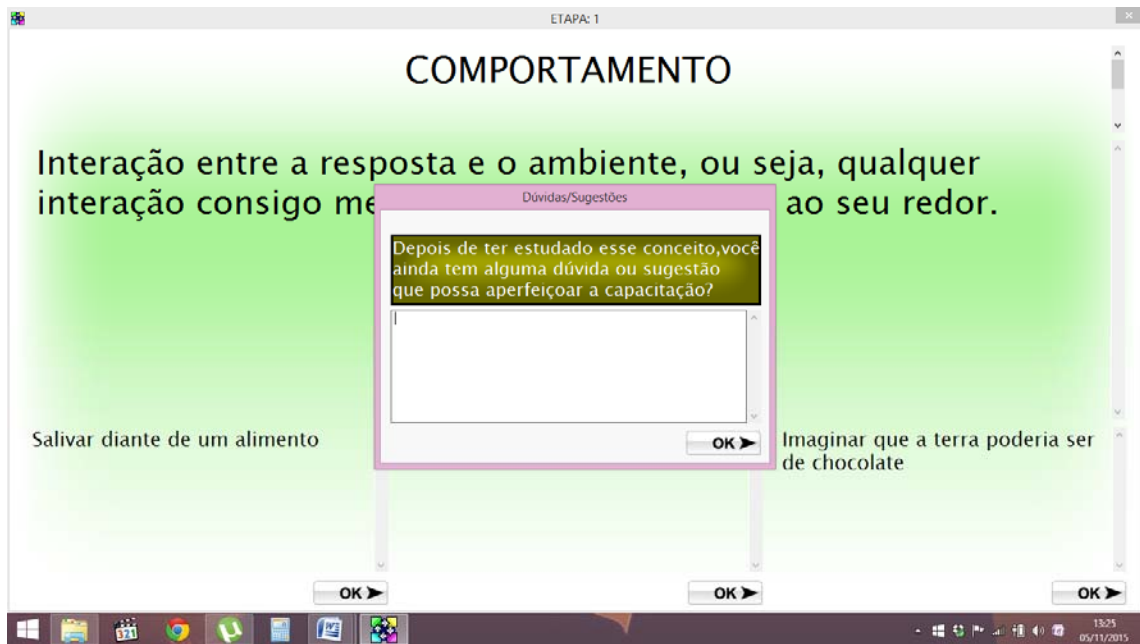 ETAPA: 1
COMPORTAMENTO
Interação entre a resposta e o ambiente, ou seja, qualquer
interação consigo me
ao seu redor.
Dúvidas/Sugestões
Depois de ter estudado esse conceito,você
ainda tem alguma dúvida ou sugestão
que possa aperfeiçoar a capacitação?
OK
Salivar diante de um alimento
Imaginar que a terra poderia ser
de chocolate
OK
OK
OK
321
13:25
05/11/2015